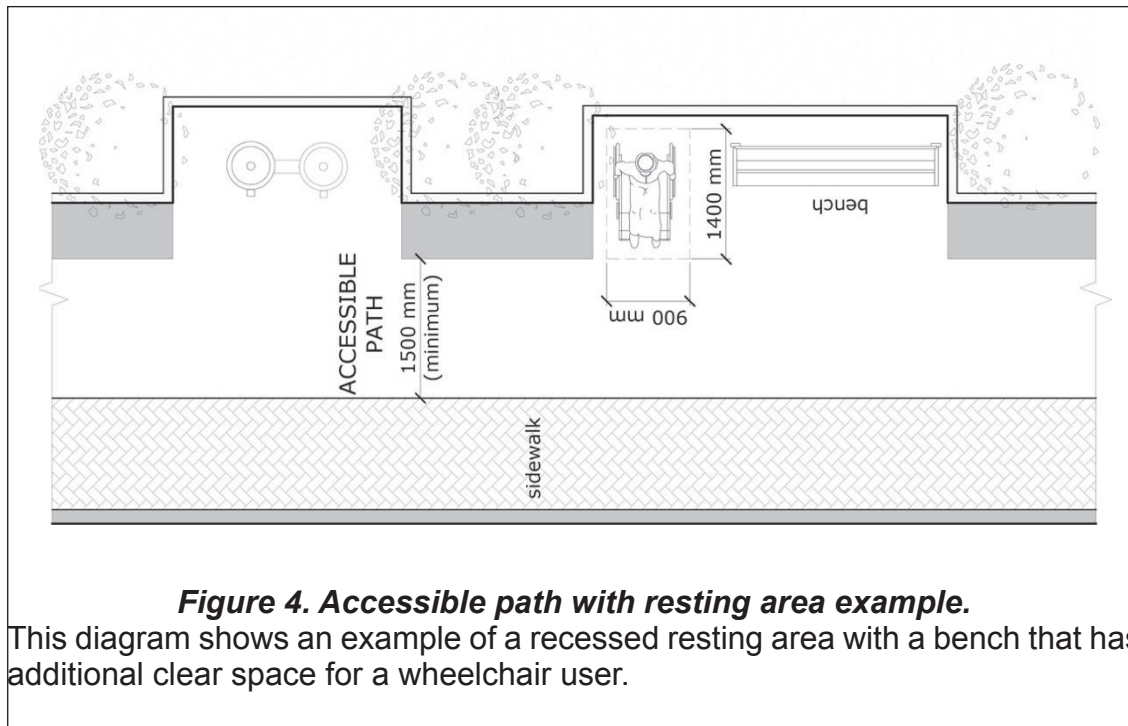 1400 mm
bench
900 mm
ACCESSIBLE
PATH
1500 mm
(minimum)
sidewalk
Figure 4. Accessible path with resting area example.
This diagram shows an example of a recessed resting area with a bench that has
additional clear space for a wheelchair user.